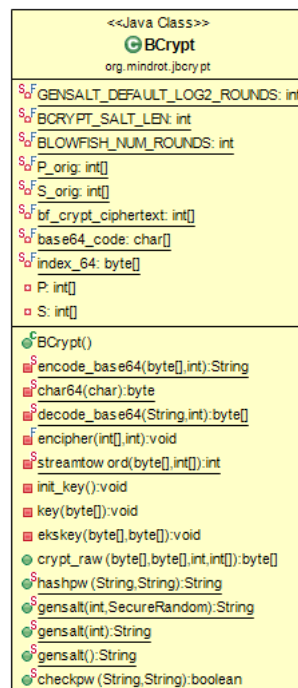 <<Java Class>>
BCrypt
org.mindrot.jbcrypt
GENSALT_DEFAULT_LOG2_ROUNDS: int
BCRYPT_SALT_LEN: int
BLOWFISH_NUM_ROUNDS: int
P_orig: int[]
S_orig: int[]
bf_crypt_ciphertext: int[]
base64_code: char[]
index_64: byte[]
P: int[]
S: int[]
BCrypt()
encode_base64(byte[],int):String
char64(char):byte
decode_base64(String,int):byte[]
encipher(int[],int):void
streamtoword(byte[],int[]):int
init_key():void
key(byte[]):void
ekskey(byte[],byte[]):void
crypt_raw(byte[],byte[],int,int[]):byte[]
hashpw(String,String):String
gensalt(int,SecureRandom):String
gensalt(int):String
gensalt():String
checkpw(String,String):boolean